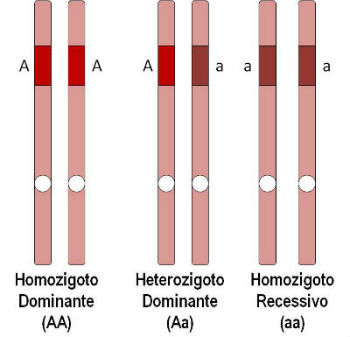 A A A a a a
Homozigoto Heterozigoto Homozigoto
Dominante Dominante Recessivo
(AA) (Aa) (aa)